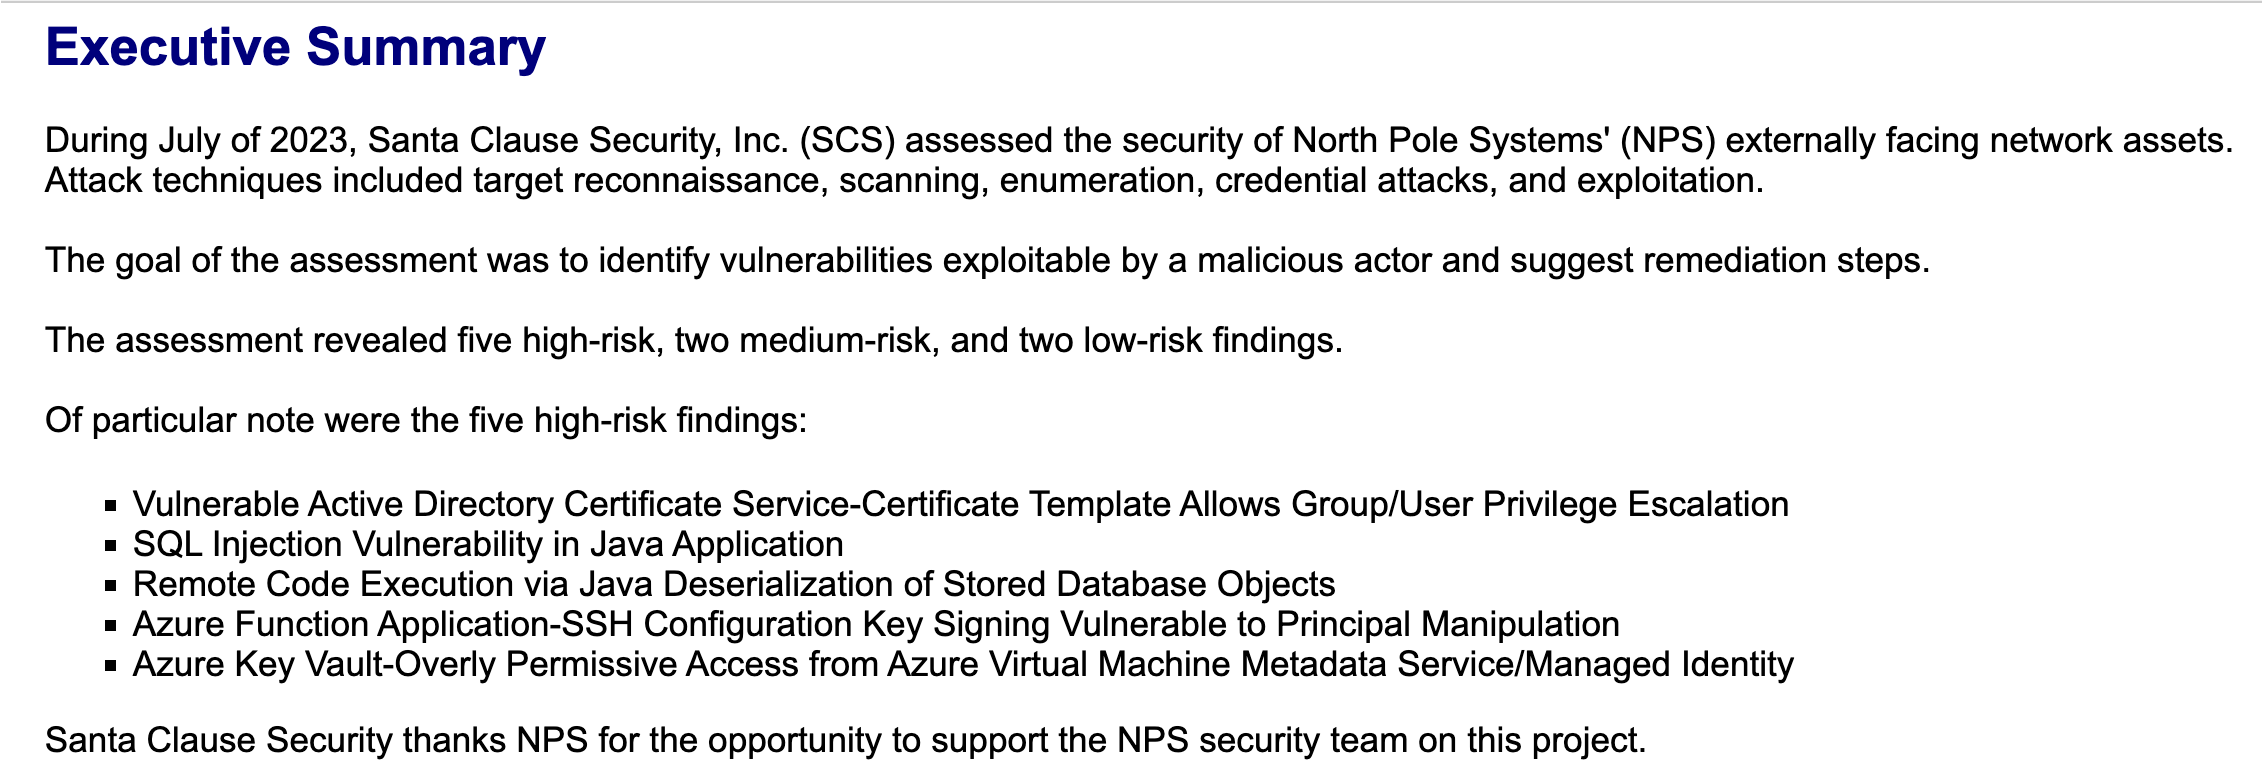 Executive Summary
During July of 2023, Santa Clause Security, Inc. (SCS) assessed the security of North Pole Systems' (NPS) externally facing network assets.
Attack techniques included target reconnaissance, scanning, enumeration, credential attacks, and exploitation.
The goal of the assessment was to identify vulnerabilities exploitable by a malicious actor and suggest remediation steps.
The assessment revealed five high-risk, two medium-risk, and two low-risk findings.
Of particular note were the five high-risk findings:
▪ Vulnerable Active Directory Certificate Service-Certificate Template Allows Group/User Privilege Escalation
▪ SQL Injection Vulnerability in Java Application
▪ Remote Code Execution via Java Deserialization of Stored Database Objects
▪ Azure Function Application-SSH Configuration Key Signing Vulnerable to Principal Manipulation
▪ Azure Key Vault-Overly Permissive Access from Azure Virtual Machine Metadata Service/Managed Identity
Santa Clause Security thanks NPS for the opportunity to support the NPS security team on this project.